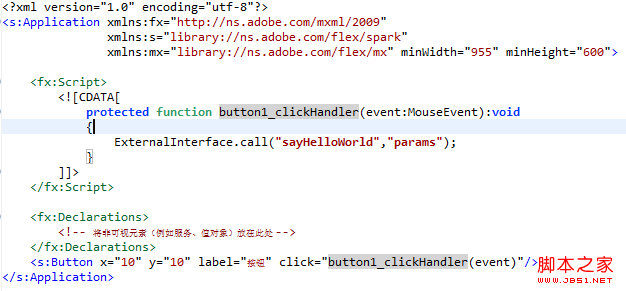 <?xml version="1.0" encoding="utf-8"?>
<s:Application xmlns:fx="http://ns.adobe.com/mxml/2009"
xmlns:s="library://ns.adobe.com/flex/spark"
xmlns:mx="library://ns.adobe.com/flex/mx" minWidth="955" minHeight="600">
<fx:Script>
<![CDATA[
protected function button1_clickHandler(event:MouseEvent):void
{
ExternalInterface.call("sayHelloWorld","params");
}
]]>
</fx:Script>
<fx:Declarations>
<!-- 将非可视元素（例如服务、值对象）放在此处 -->
</fx:Declarations>
<s:Button x="10" y="10" label="按钮" click="button1_clickHandler(event)"/>
</s:Application>
脚本之家
www.jb51.net